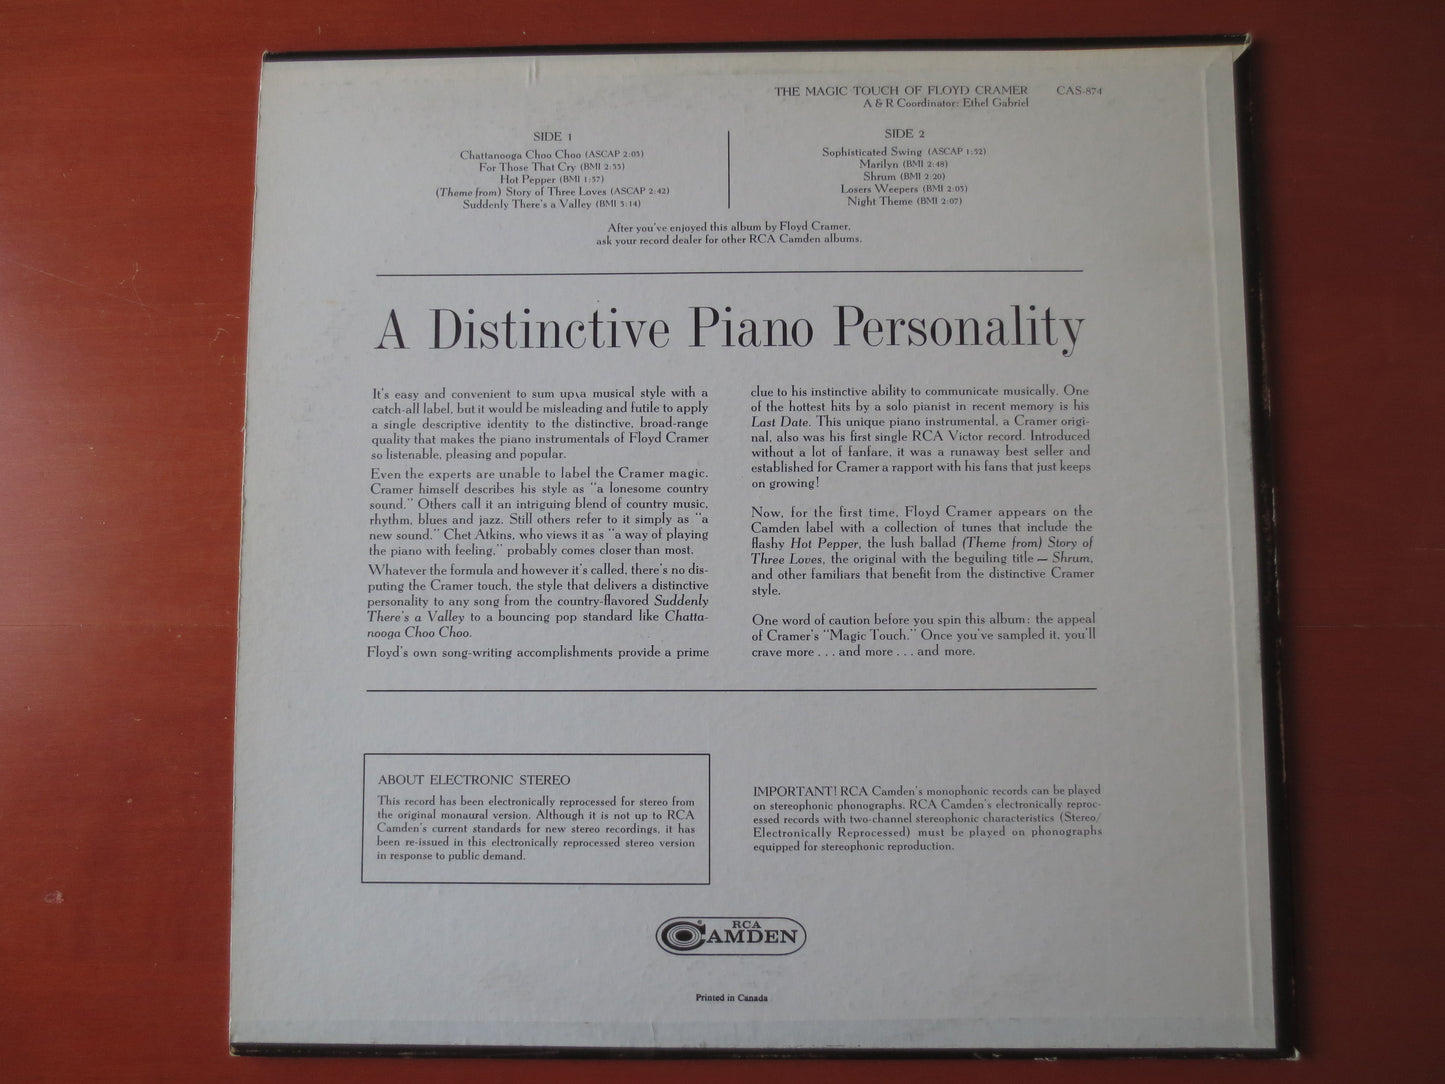 THE MAGIC TOUCH OF FLOYD CRAMER CAS-874
A & R Coordinator: Ethel Gabriel
SIDE 1
Chattanooga Choo Choo (ASCAP 2:05)
For Those That Cry (BMI 2:35)
Hot Pepper (BMI 1:57)
(Theme from) Story of Three Loves (ASCAP 2:42)
Suddenly There's a Valley (BMI 3:14)
SIDE 2
Sophisticated Swing (ASCAP 1:52)
Marilyn (BMI 2:48)
Shrum (BMI 2:20)
Losers Weepers (BMI 2:05)
Night Theme (BMI 2:07)
After you've enjoyed this album by Floyd Cramer,
ask your record dealer for other RCA Camden albums.
A Distinctive Piano Personality
It's easy and convenient to sum up\a musical style with a
catch-all label, but it would be misleading and futile to apply
a single descriptive identity to the distinctive, broad-range
quality that makes the piano instrumentals of Floyd Cramer
so listenable, pleasing and popular.
Even the experts are unable to label the Cramer magic.
Cramer himself describes his style as "a lonesome country
sound." Others call it an intriguing blend of country music,
rhythm, blues and jazz. Still others refer to it simply as "a
new sound." Chet Atkins, who views it as "a way of playing
the piano with feeling," probably comes closer than most.
Whatever the formula and however it's called, there's no dis-
puting the Cramer touch, the style that delivers a distinctive
personality to any song from the country-flavored Suddenly
There's a Valley to a bouncing pop standard like Chatta-
nooga Choo Choo.
Floyd's own song-writing accomplishments provide a prime
clue to his instinctive ability to communicate musically. One
of the hottest hits by a solo pianist in recent memory is his
Last Date. This unique piano instrumental, a Cramer origi-
nal, also was his first single RCA Victor record. Introduced
without a lot of fanfare, it was a runaway best seller and
established for Cramer a rapport with his fans that just keeps
on growing!
Now, for the first time, Floyd Cramer appears on the
Camden label with a collection of tunes that include the
flashy Hot Pepper, the lush ballad (Theme from) Story of
Three Loves, the original with the beguiling title — Shrum,
and other familiars that benefit from the distinctive Cramer
style.
One word of caution before you spin this album: the appeal
of Cramer's "Magic Touch." Once you've sampled it, you'll
crave more . . . and more . . . and more.
ABOUT ELECTRONIC STEREO
This record has been electronically reprocessed for stereo from
the original monaural version. Although it is not up to RCA
Camden's current standards for new stereo recordings, it has
been re-issued in this electronically reprocessed stereo version
in response to public demand.
IMPORTANT! RCA Camden's monophonic records can be played
on stereophonic phonographs. RCA Camden's electronically reproc-
essed records with two-channel stereophonic characteristics (Stereo/
Electronically Reprocessed) must be played on phonographs
equipped for stereophonic reproduction.
RCA
CAMDEN
Printed in Canada